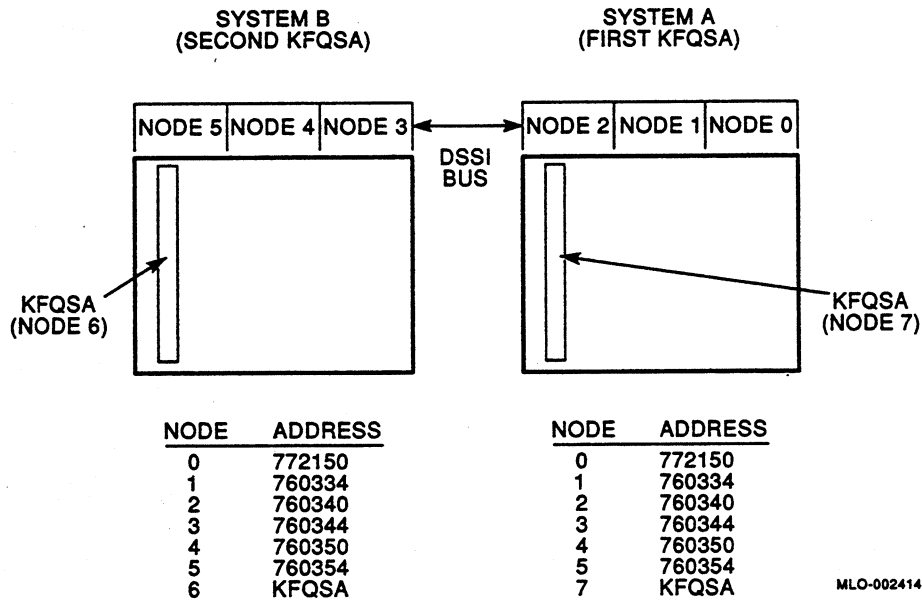 SYSTEM B
(SECOND KFQSA)
SYSTEM A
(FIRST KFQSA)
NODE 5 NODE 4 NODE 3
DSSI
BUS
NODE 2 NODE 1 NODE 0
KFQSA
(NODE 6)
KFQSA
(NODE 7)
NODE ADDRESS
0 772150
1 760334
2 760340
3 760344
4 760350
5 760354
6 KFQSA
NODE ADDRESS
0 772150
1 760334
2 760340
3 760344
4 760350
5 760354
7 KFQSA
MLO-002414